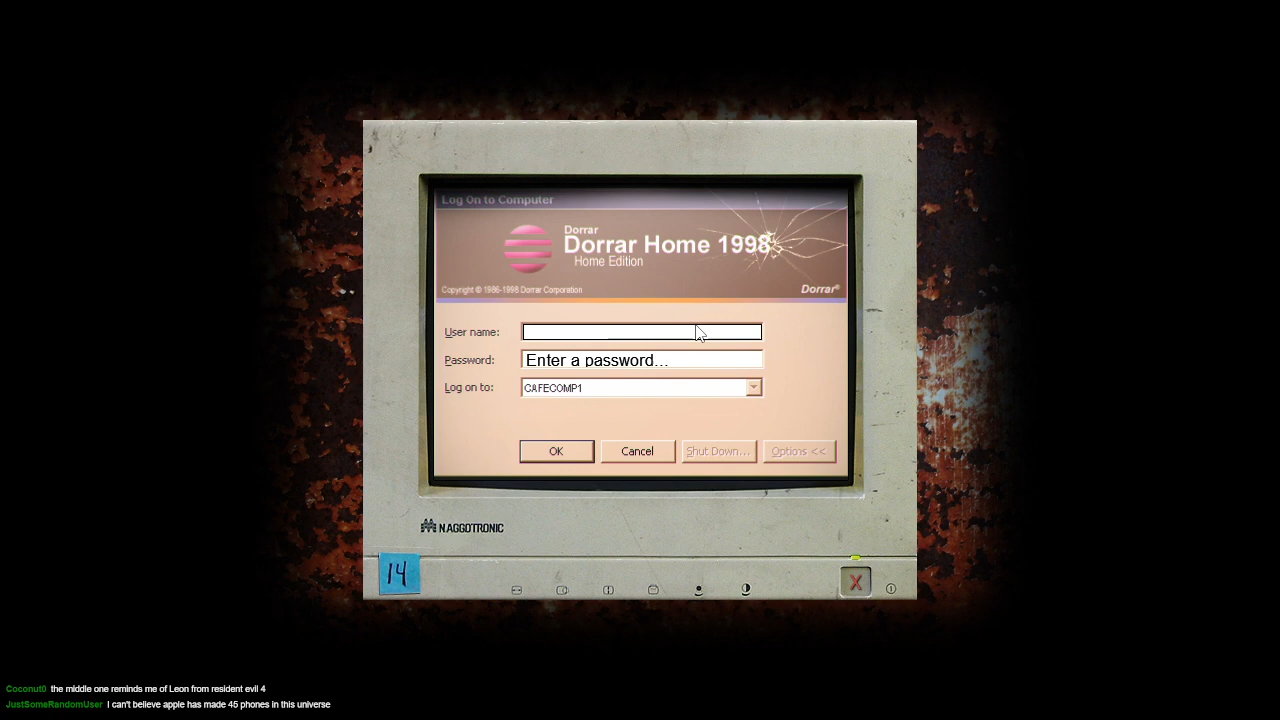 Log On to Computer
Dorrar
Dorrar Home 1998
Home Edition
Copyright © 1986-1998 Dorrar Corporation
Dorrar®
User name:
Password: Enter a password...
Log on to: CAFECOMP1
OK Cancel Shut Down... Options <<
NAGGOTRONIC
14
X
Coconut0 the middle one reminds me of Leon from resident evil 4
JustSomeRandomUser I can't believe apple has made 45 phones in this universe